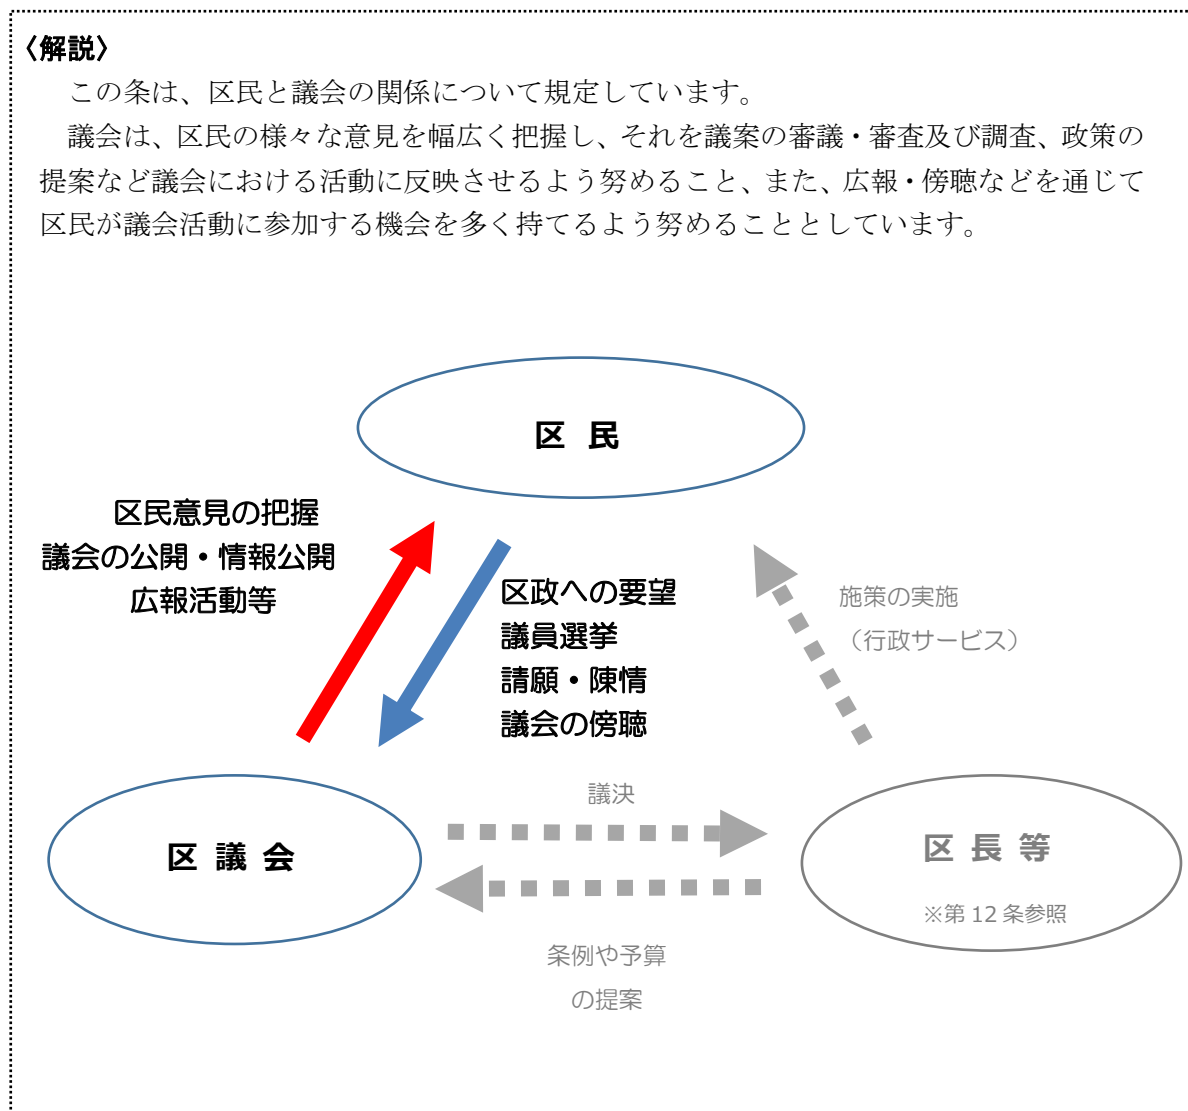 〈解説〉
この条は、区民と議会の関係について規定しています。
議会は、区民の様々な意見を幅広く把握し、それを議案の審議・審査及び調査、政策の
提案など議会における活動に反映させるよう努めること、また、広報・傍聴などを通じて
区民が議会活動に参加する機会を多く持てるよう努めることとしています。
区 民
区民意見の把握
議会の公開・情報公開
広報活動等
区政への要望
議員選挙
請願・陳情
議会の傍聴
施策の実施
（行政サービス）
議決
区 議 会
区 長 等
※第 12 条参照
条例や予算
の提案